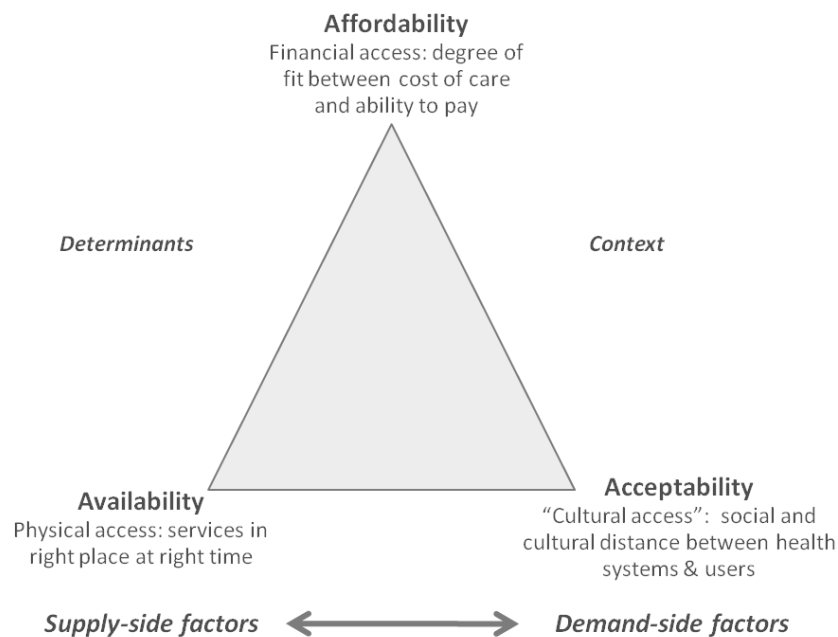 Affordability
Financial access: degree of
fit between cost of care
and ability to pay
Determinants
Context
Availability
Physical access: services in
right place at right time
Acceptability
“Cultural access”:  social and
cultural distance between health
systems & users
Supply-side factors
Demand-side factors